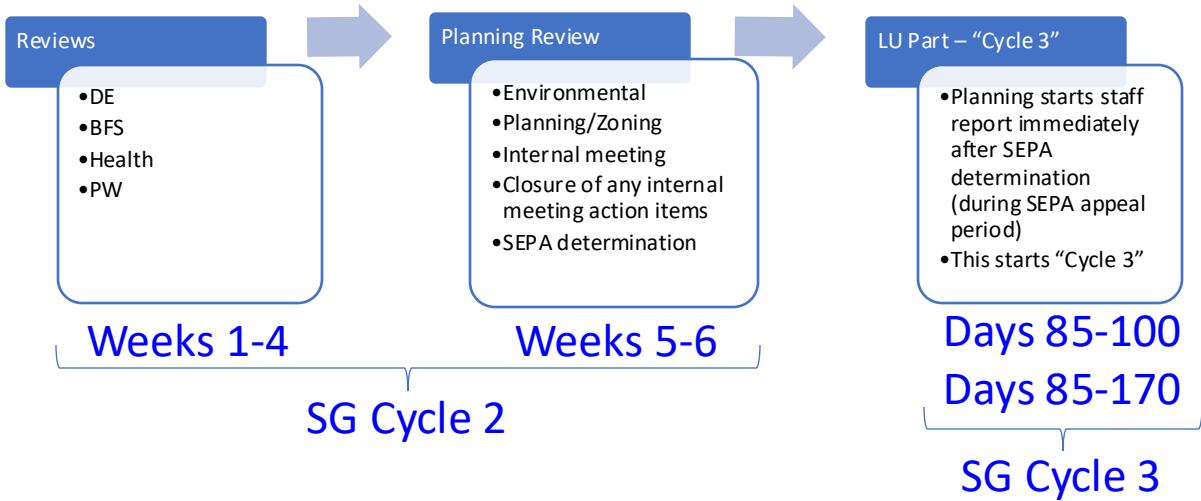 Reviews
•DE
•BFS
•Health
•PW
Planning Review
•Environmental
•Planning/Zoning
•Internal meeting
•Closure of any internal
meeting action items
•SEPA determination
LU Part – “Cycle 3”
•Planning starts staff
report immediately
after SEPA
determination
(during SEPA appeal
period)
•This starts “Cycle 3”
Weeks 1-4
Weeks 5-6
SG Cycle 2
Days 85-100
Days 85-170
SG Cycle 3